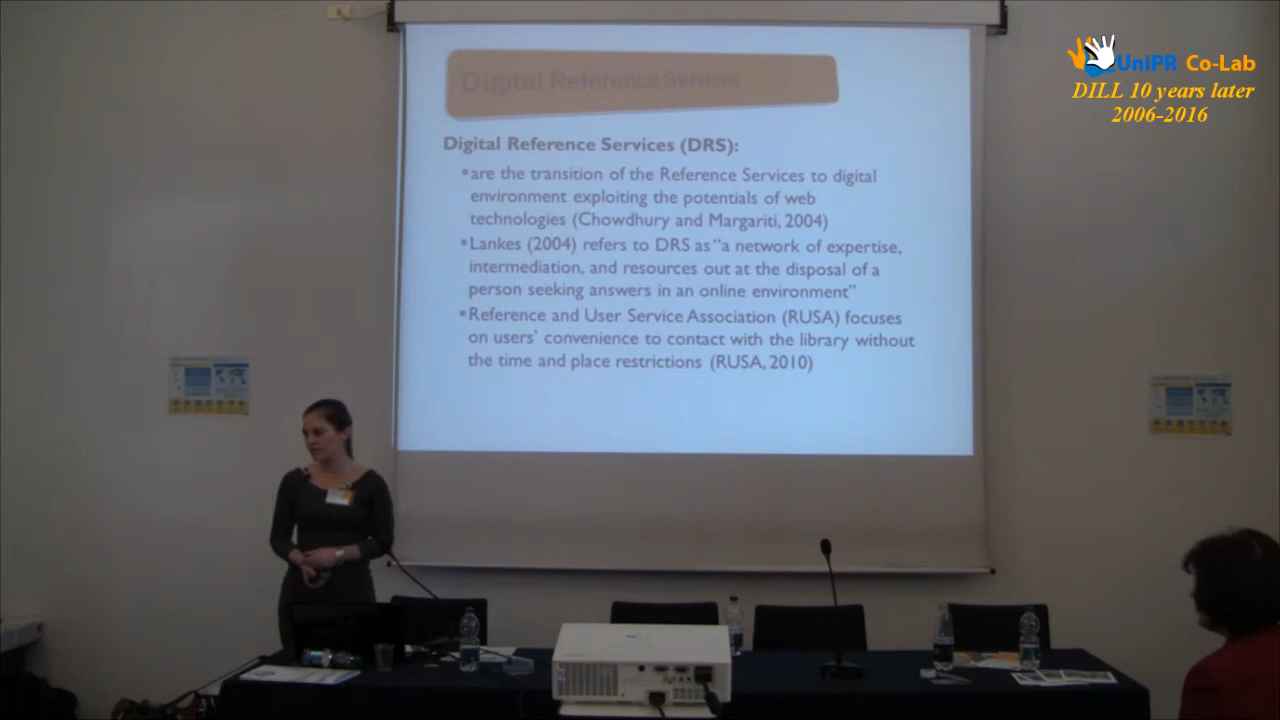 Digital Reference Services
Digital Reference Services (DRS):
▪are the transition of the Reference Services to digital
environment exploiting the potentials of web
technologies (Chowdhury and Margariti, 2004)
▪Lankes (2004) refers to DRS as “a network of expertise,
intermediation, and resources out at the disposal of a
person seeking answers in an online environment”
▪Reference and User Service Association (RUSA) focuses
on users’ convenience to contact with the library without
the time and place restrictions (RUSA, 2010)
UniPR Co-Lab
DILL 10 years later
2006-2016